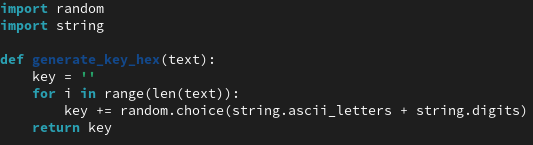 import random
import string

def generate_key_hex(text):
    key = ''
    for i in range(len(text)):
        key += random.choice(string.ascii_letters + string.digits)
    return key